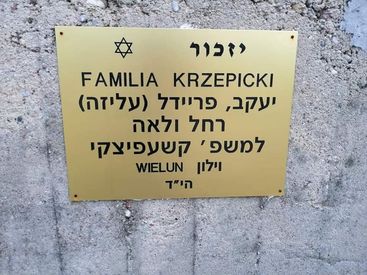 יזכור
FAMILIA KRZEPICKI
יעקב, פריידל (עליזה)
רחל ולאה
למשפ' קשעפיצקי
WIELUN וילון
הי"ד